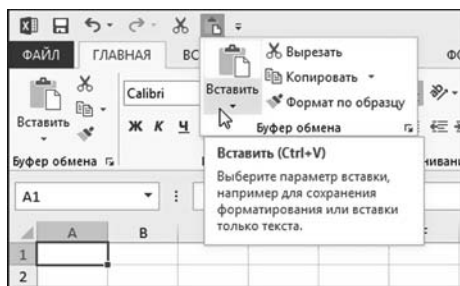 ФАЙЛ ГЛАВНАЯ ВС
Вставить
Вырезать
Копировать
Формат по образцу
Буфер обмена
Вставить
Буфер обмена
Calibri
Ж К Ч
Вставить (Ctrl+V)
Выберите параметр вставки,
например для сохранения
форматирования или вставки
только текста.
A1
A B
1
2